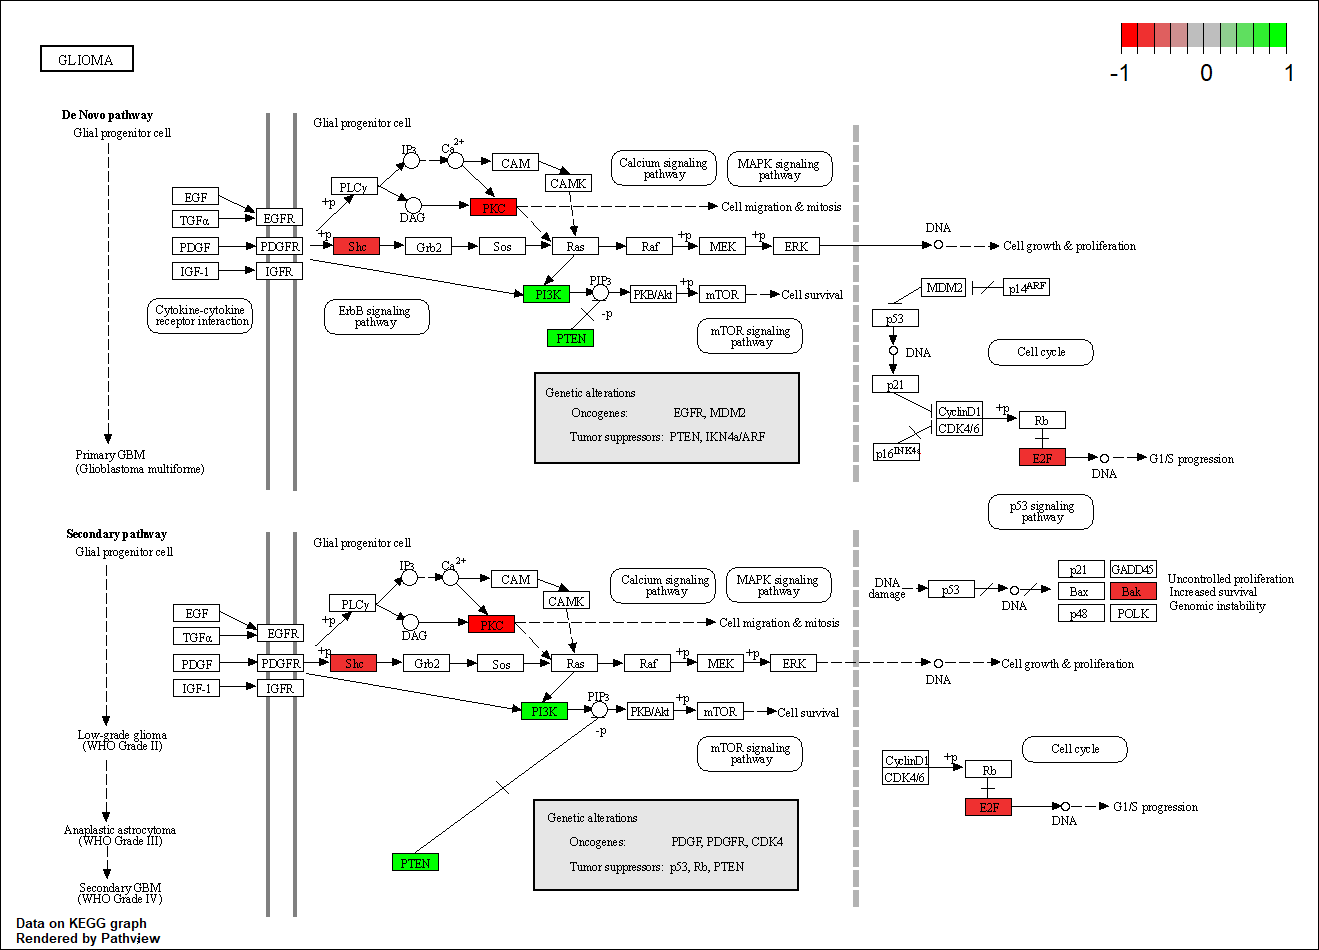 GLIOMA
-1 0 1
De Novo pathway
Glial progenitor cell
Glial progenitor cell
IP3
Ca2+
CAM
Calcium signaling
pathway
MAPK signaling
pathway
PLCγ
CAMK
EGF
+p
DAG
PKC
Cell migration & mitosis
TGFα
EGFR
+p
DNA
PDGF
PDGFR
Shc
Grb2
Sos
Ras
Raf
+p
MEK
+p
ERK
Cell growth & proliferation
IGF-1
IGFR
PIP3
+p
MDM2
p14ARF
PI3K
PKB/Akt
mTOR
Cell survival
Cytokine-cytokine
receptor interaction
ErbB signaling
pathway
-p
p53
PTEN
mTOR signaling
pathway
DNA
Cell cycle
p21
Genetic alterations
Oncogenes: EGFR, MDM2
Tumor suppressors: PTEN, IKN4a/ARF
CyclinD1
CDK4/6
+p
Rb
p16INK4a
E2F
G1/S progression
DNA
Primary GBM
(Glioblastoma multiforme)
p53 signaling
pathway
Secondary pathway
Glial progenitor cell
Glial progenitor cell
IP3
Ca2+
CAM
Calcium signaling
pathway
MAPK signaling
pathway
PLCγ
CAMK
DNA
damage
p53
DNA
p21
GADD45
Bax
Bak
p48
POLK
Uncontrolled proliferation
Increased survival
Genomic instability
EGF
+p
DAG
PKC
Cell migration & mitosis
TGFα
EGFR
+p
PDGF
PDGFR
Shc
Grb2
Sos
Ras
Raf
+p
MEK
+p
ERK
DNA
Cell growth & proliferation
IGF-1
IGFR
PIP3
+p
PI3K
PKB/Akt
mTOR
Cell survival
-p
Low-grade glioma
(WHO Grade II)
mTOR signaling
pathway
Cell cycle
CyclinD1
CDK4/6
+p
Rb
E2F
G1/S progression
DNA
Genetic alterations
Oncogenes: PDGF, PDGFR, CDK4
Tumor suppressors: p53, Rb, PTEN
Anaplastic astrocytoma
(WHO Grade III)
PTEN
Secondary GBM
(WHO Grade IV)
Data on KEGG graph
Rendered by Pathview